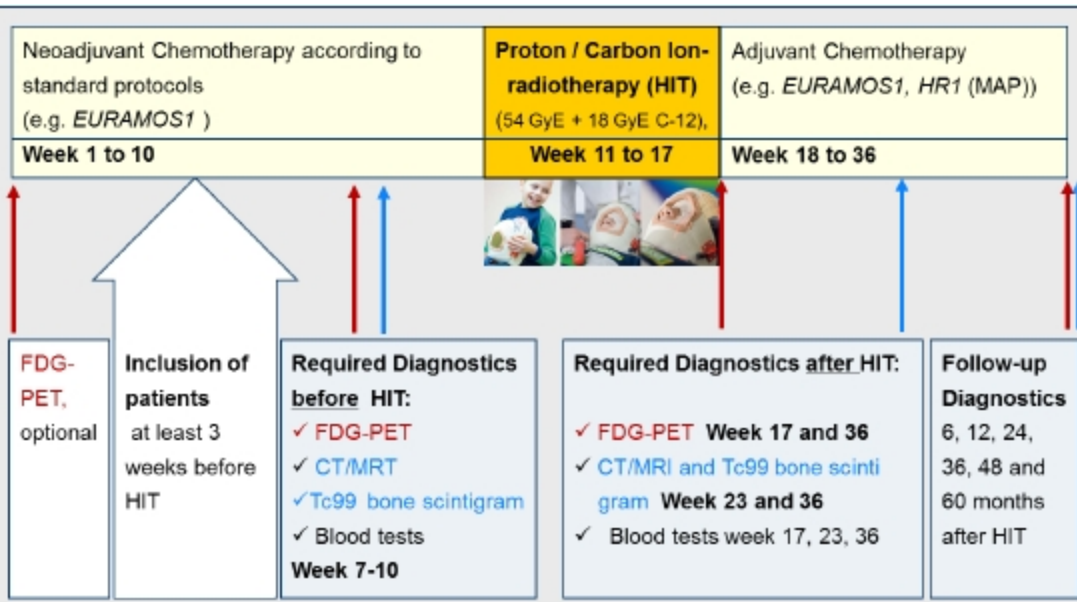 Neoadjuvant Chemotherapy according to
standard protocols
(e.g. EURAMOS1 )
Week 1 to 10
Proton / Carbon Ion-
radiotherapy (HIT)
(54 GyE + 18 GyE C-12),
Week 11 to 17
Adjuvant Chemotherapy
(e.g. EURAMOS1, HR1 (MAP))
Week 18 to 36
FDG-
PET,
optional
Inclusion of
patients
at least 3
weeks before
HIT
Required Diagnostics
before HIT:
✓ FDG-PET
✓ CT/MRT
✓Tc99 bone scintigram
✓ Blood tests
Week 7-10
Required Diagnostics after HIT:
✓ FDG-PET Week 17 and 36
✓ CT/MRI and Tc99 bone scinti
gram Week 23 and 36
✓ Blood tests week 17, 23, 36
Follow-up
Diagnostics
6, 12, 24,
36, 48 and
60 months
after HIT